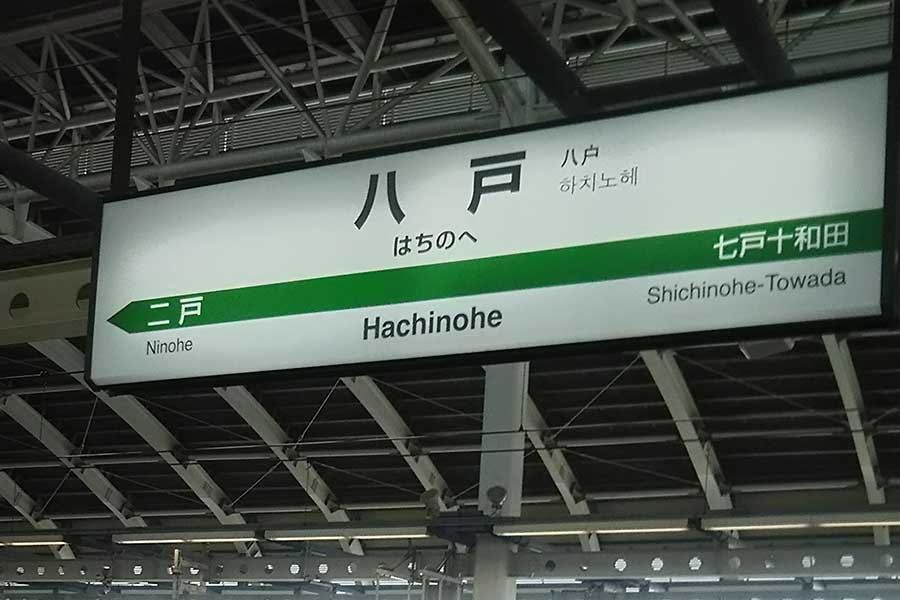 八戸
八户
하치노헤
はちのへ
二戸
七戸十和田
Ninohe
Hachinohe
Shichinohe-Towada